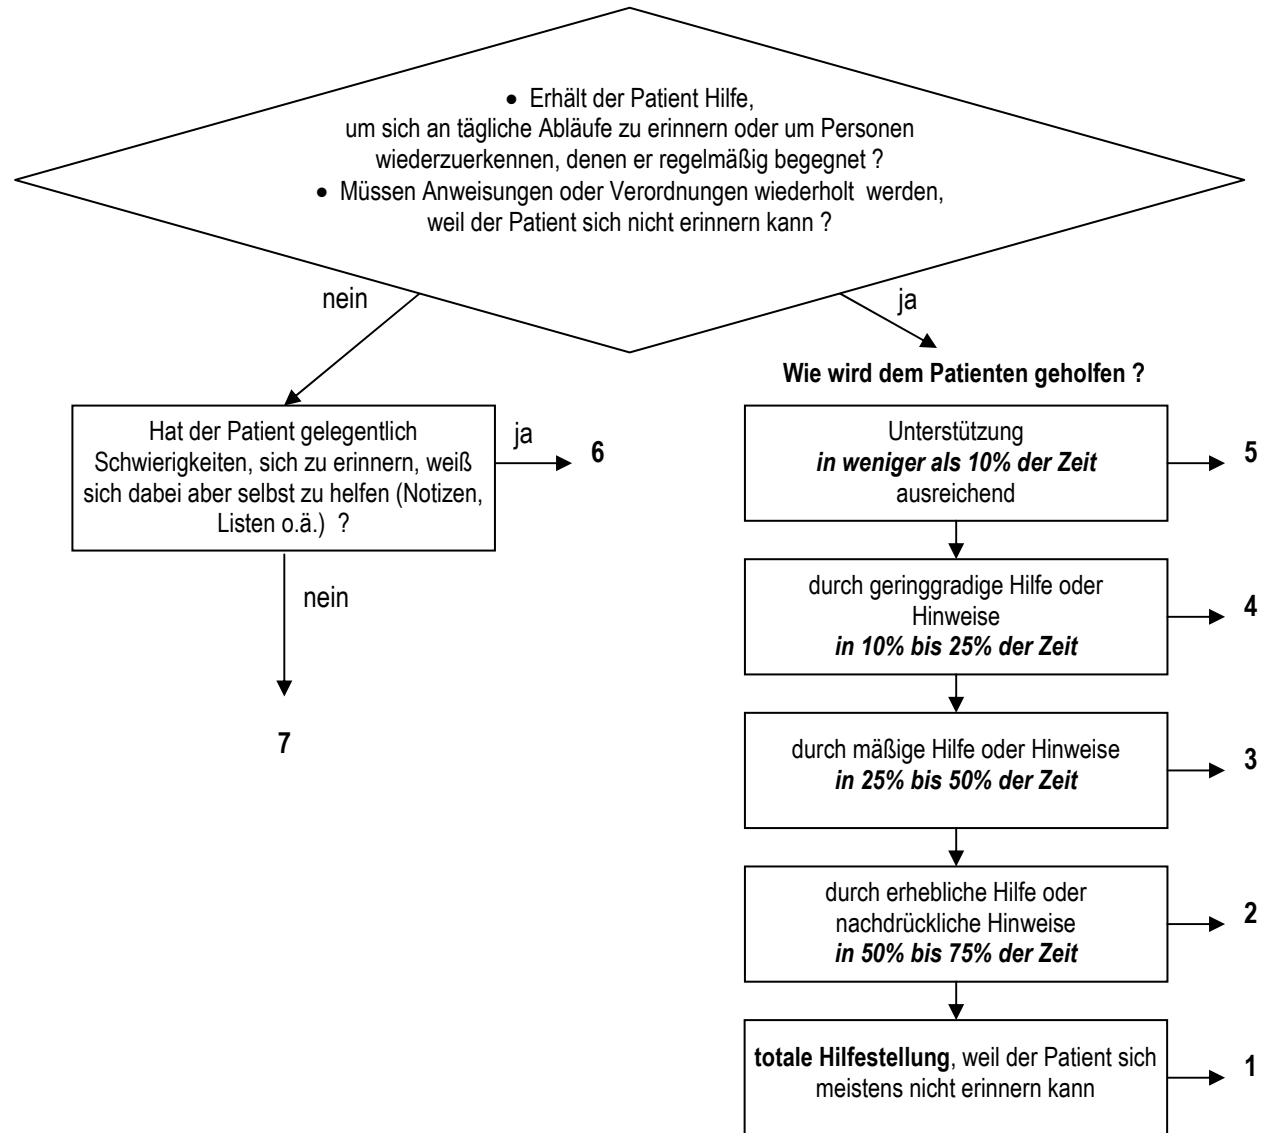 • Erhält der Patient Hilfe,
um sich an tägliche Abläufe zu erinnern oder um Personen
wiederzuerkennen, denen er regelmäßig begegnet ?
• Müssen Anweisungen oder Verordnungen wiederholt werden,
weil der Patient sich nicht erinnern kann ?
nein
ja
Hat der Patient gelegentlich
Schwierigkeiten, sich zu erinnern, weiß
sich dabei aber selbst zu helfen (Notizen,
Listen o.ä.) ?
ja
6
nein
7
Wie wird dem Patienten geholfen ?
Unterstützung
in weniger als 10% der Zeit
ausreichend
5
durch geringgradige Hilfe oder
Hinweise
in 10% bis 25% der Zeit
4
durch mäßige Hilfe oder Hinweise
in 25% bis 50% der Zeit
3
durch erhebliche Hilfe oder
nachdrückliche Hinweise
in 50% bis 75% der Zeit
2
totale Hilfestellung, weil der Patient sich
meistens nicht erinnern kann
1